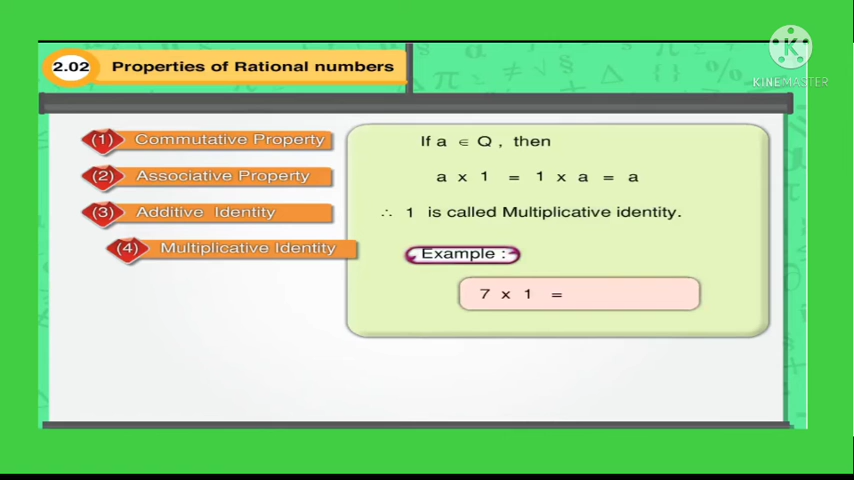 2.02 Properties of Rational numbers
K
KINEMASTER
(1) Commutative Property
(2) Associative Property
(3) Additive Identity
(4) Multiplicative Identity
If a ∈ Q , then
a x 1 = 1 x a = a
∴ 1 is called Multiplicative identity.
Example :
7 x 1 =